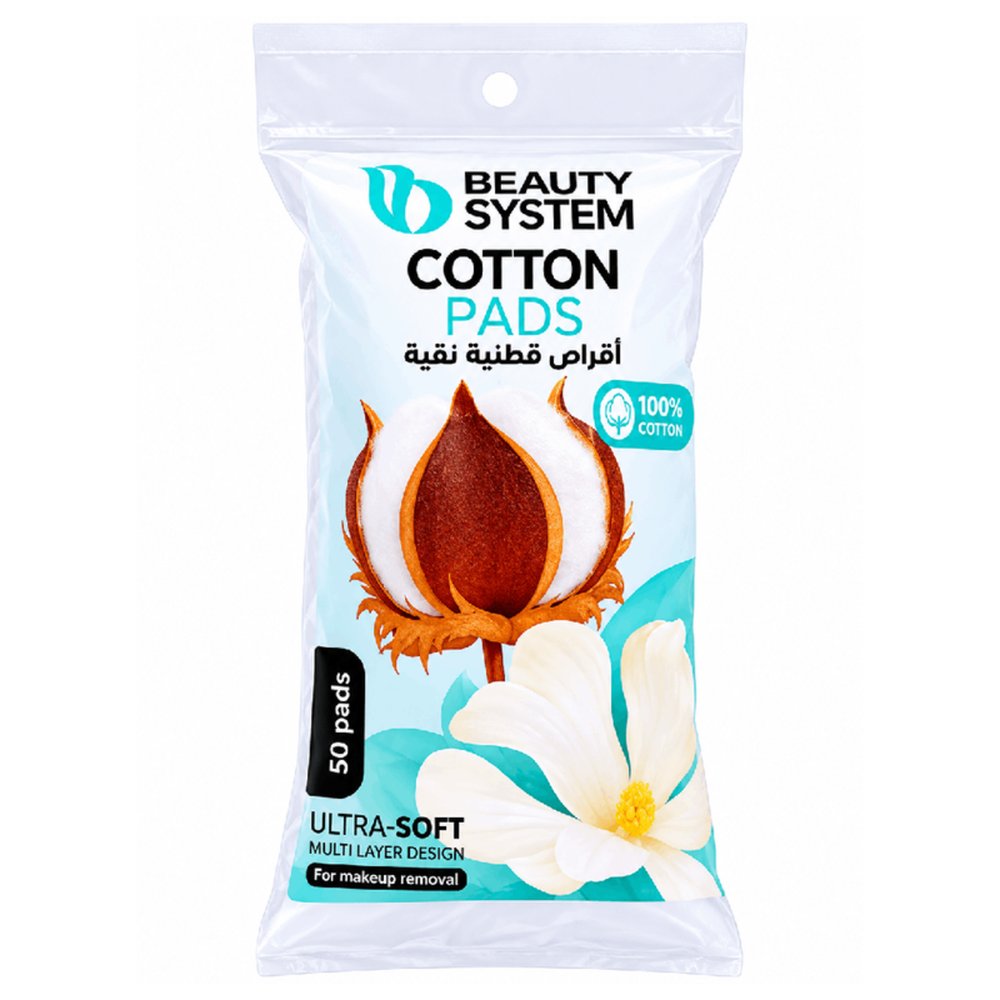 BEAUTY
SYSTEM
COTTON
PADS
أقراص قطنية نقية
100%
COTTON
50 pads
ULTRA-SOFT
MULTI LAYER DESIGN
For makeup removal